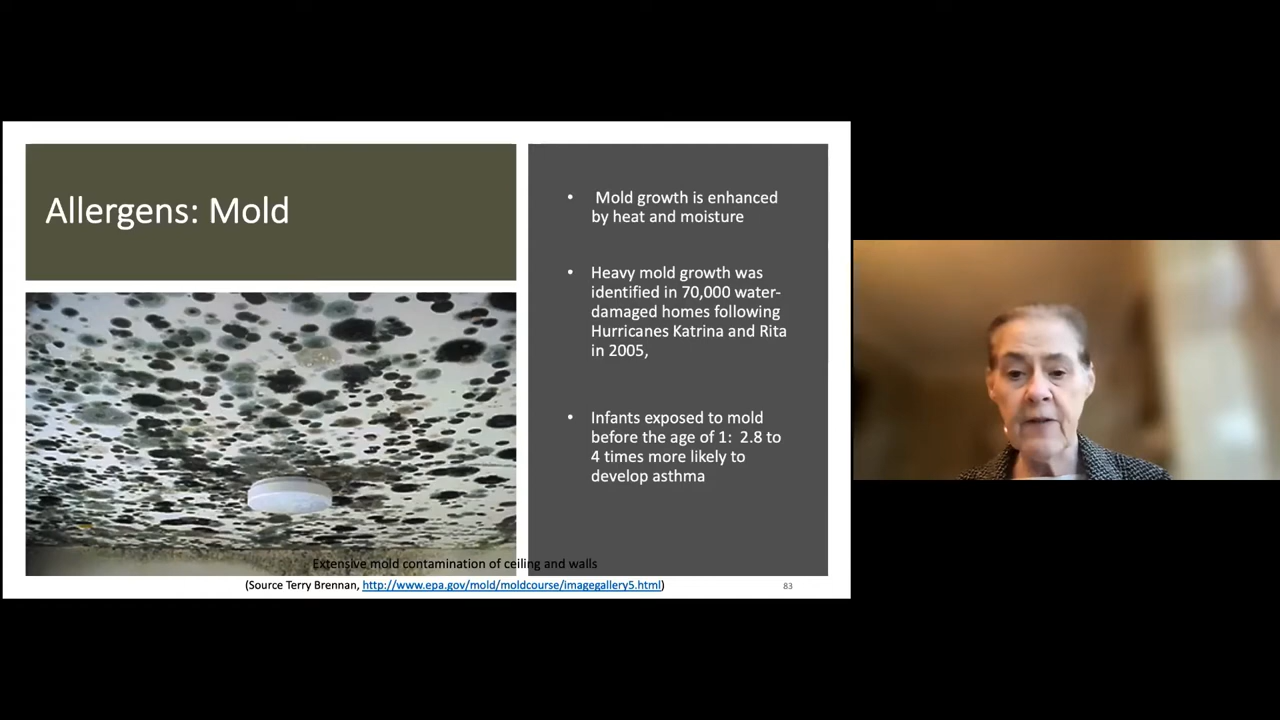 Allergens: Mold
• Mold growth is enhanced
by heat and moisture
• Heavy mold growth was
identified in 70,000 water-
damaged homes following
Hurricanes Katrina and Rita
in 2005,
• Infants exposed to mold
before the age of 1: 2.8 to
4 times more likely to
develop asthma
Extensive mold contamination of ceiling and walls
(Source Terry Brennan, http://www.epa.gov/mold/moldcourse/imagegallery5.html)
83